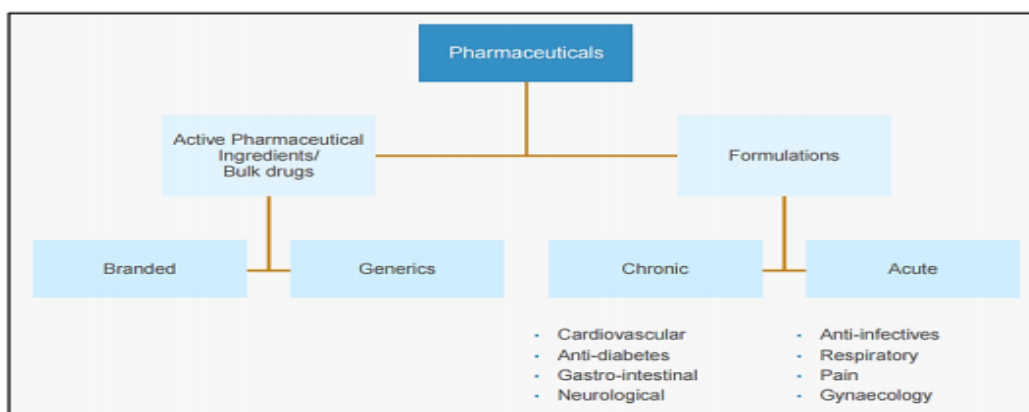 Pharmaceuticals
Active Pharmaceutical
Ingredients/
Bulk drugs
Formulations
Branded
Generics
Chronic
Acute
- Cardiovascular
- Anti-diabetes
- Gastro-intestinal
- Neurological
- Anti-infectives
- Respiratory
- Pain
- Gynaecology